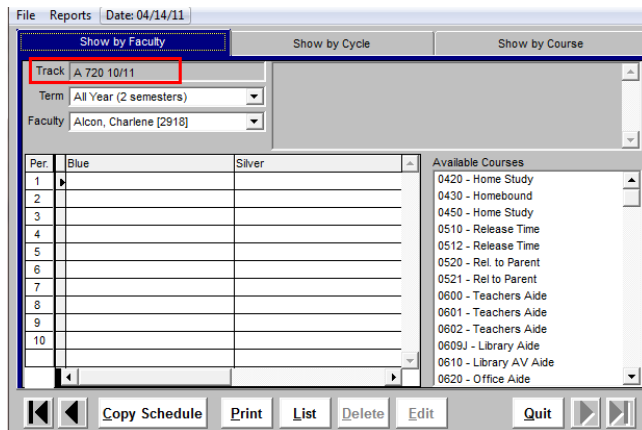 File Reports Date: 04/14/11
Show by Faculty Show by Cycle Show by Course
Track A 720 10/11
Term All Year (2 semesters)
Faculty Alcon, Charlene [2918]
Per. Blue Silver Available Courses
1 0420 - Home Study
2 0430 - Homebound
3 0450 - Home Study
4 0510 - Release Time
5 0512 - Release Time
6 0520 - Rel. to Parent
7 0521 - Rel to Parent
8 0600 - Teachers Aide
9 0601 - Teachers Aide
10 0602 - Teachers Aide
0609J - Library Aide
0610 - Library AV Aide
0620 - Office Aide
Copy Schedule Print List Delete Edit Quit